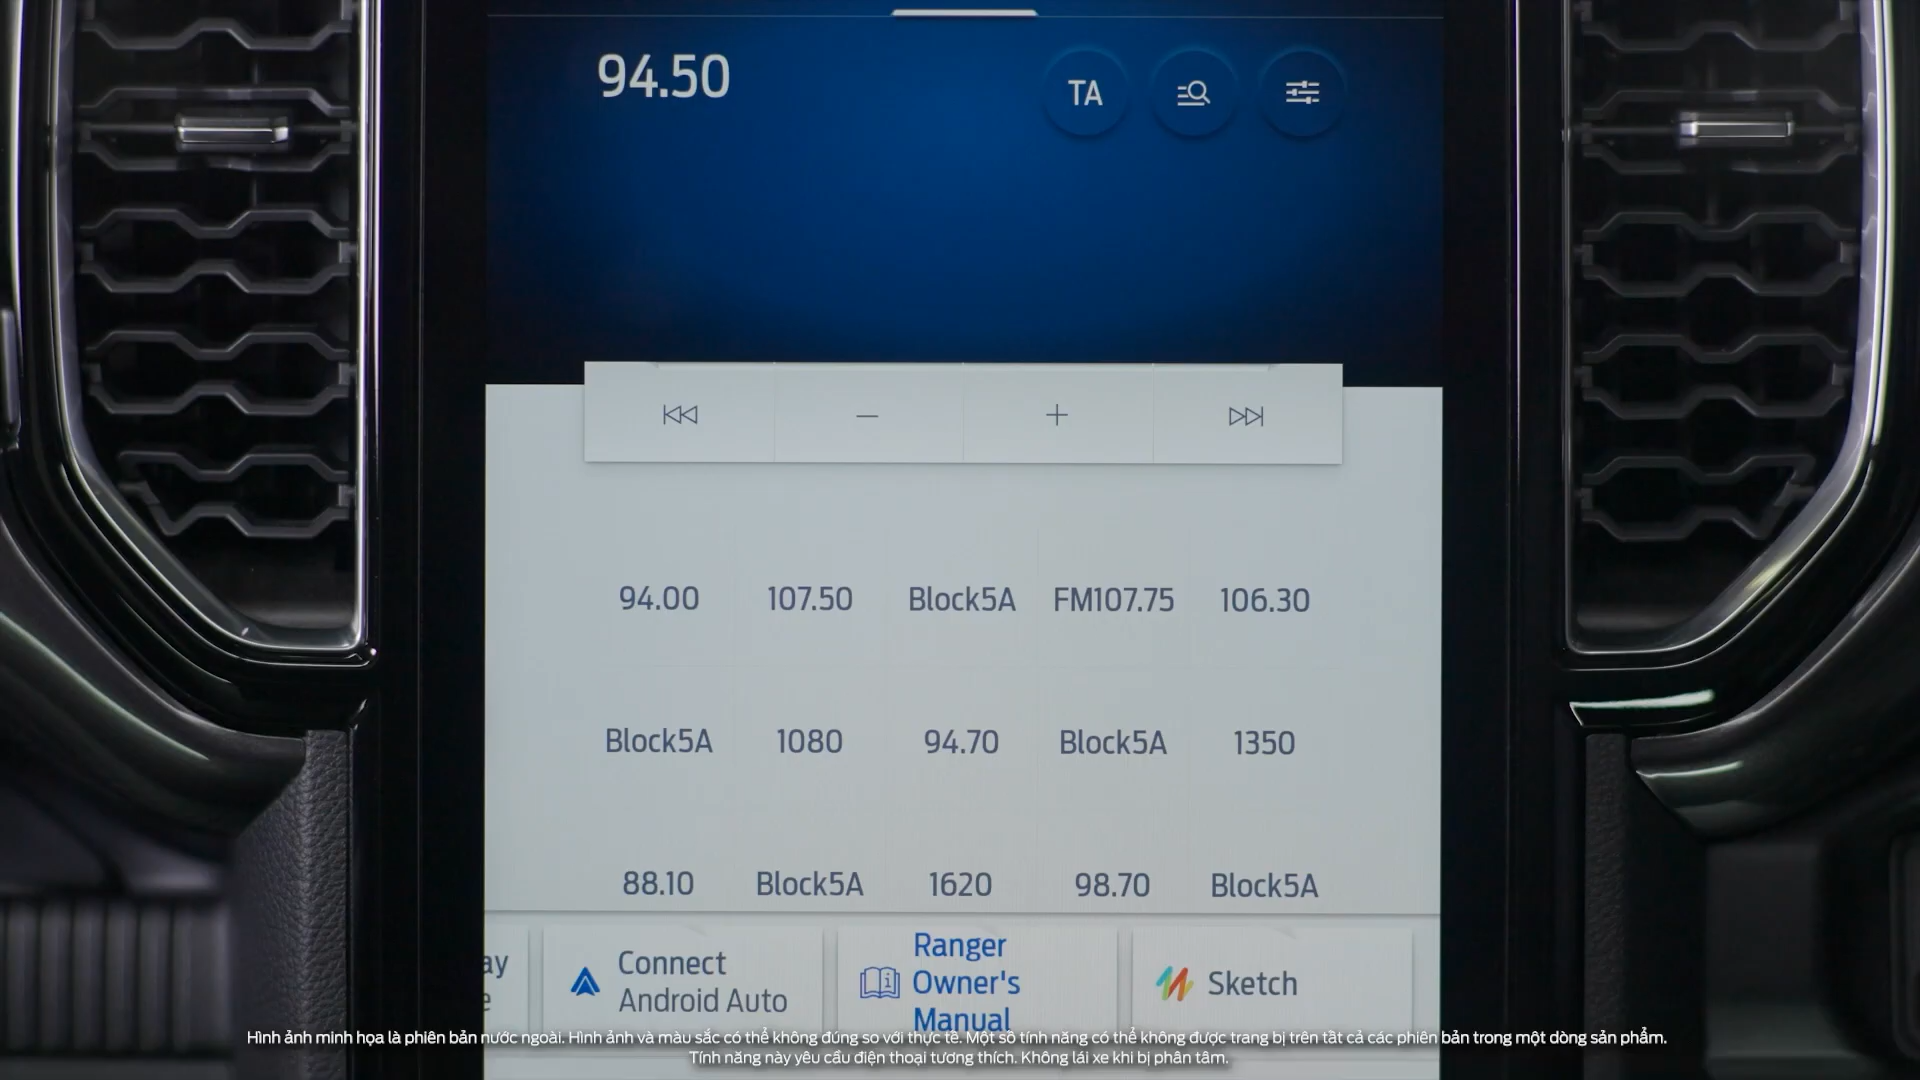 94.50
TA
94.00 107.50 Block5A FM107.75 106.30
Block5A 1080 94.70 Block5A 1350
88.10 Block5A 1620 98.70 Block5A
ay
e
Connect
Android Auto
Ranger
Owner's
Manual
Sketch
Hình ảnh minh họa là phiên bản nước ngoài. Hình ảnh và màu sắc có thể không đúng so với thực tế. Một số tính năng có thể không được trang bị trên tất cả các phiên bản trong một dòng sản phẩm.
Tính năng này yêu cầu điện thoại tương thích. Không lái xe khi bị phân tâm.